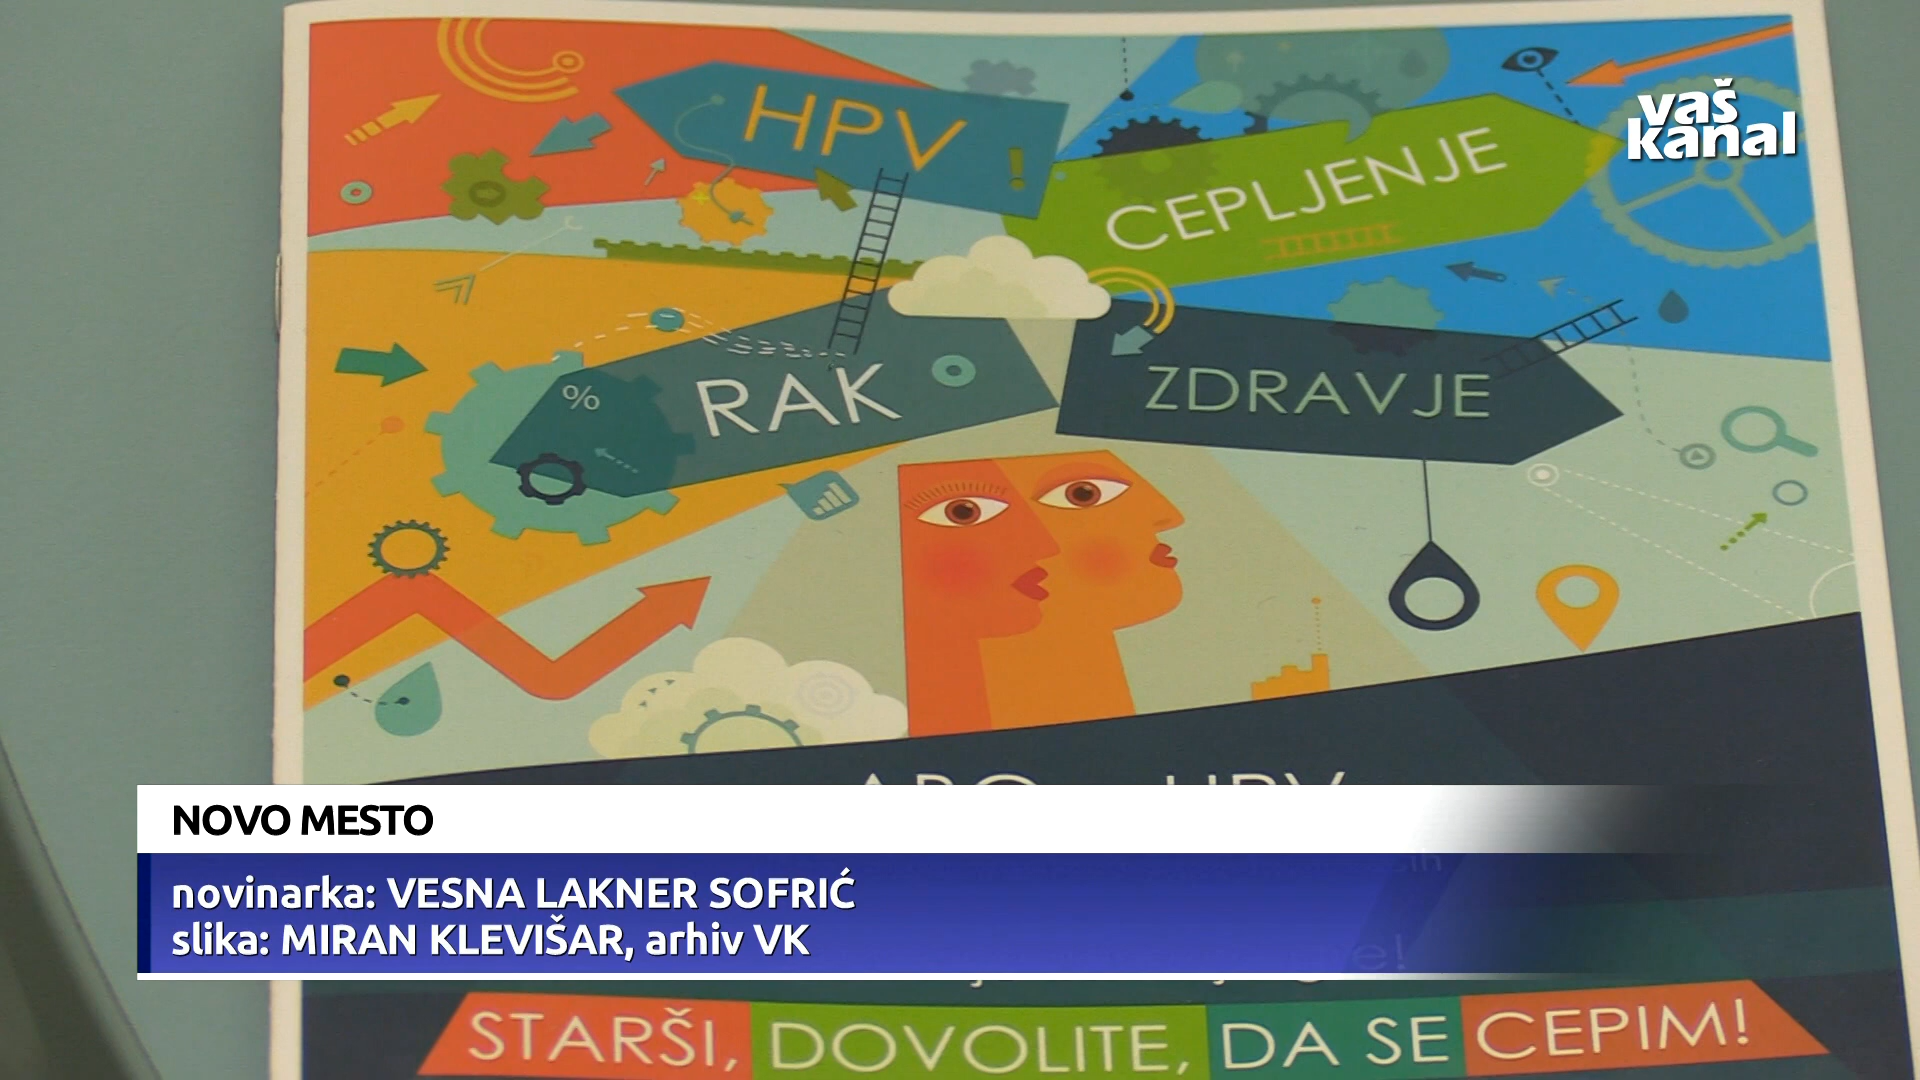 vaš
kanal
HPV !
CEPLJENJE
% RAK
ZDRAVJE
HPV
NOVO MESTO
novinarka: VESNA LAKNER SOFRIĆ
slika: MIRAN KLEVIŠAR, arhiv VK
STARŠI, DOVOLITE, DA SE CEPIM!